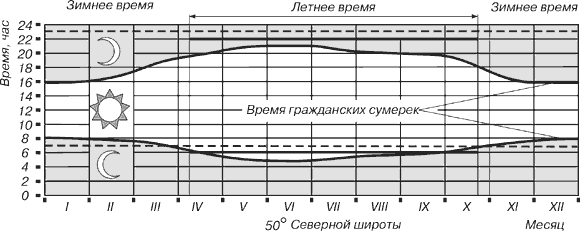 Зимнее время Летнее время Зимнее время
Время, час
24
22
20
18
16
14
12
10
8
6
4
2
0
Время гражданских сумерек
I II III IV V VI VII VIII IX X XI XII
50° Северной широты Месяц